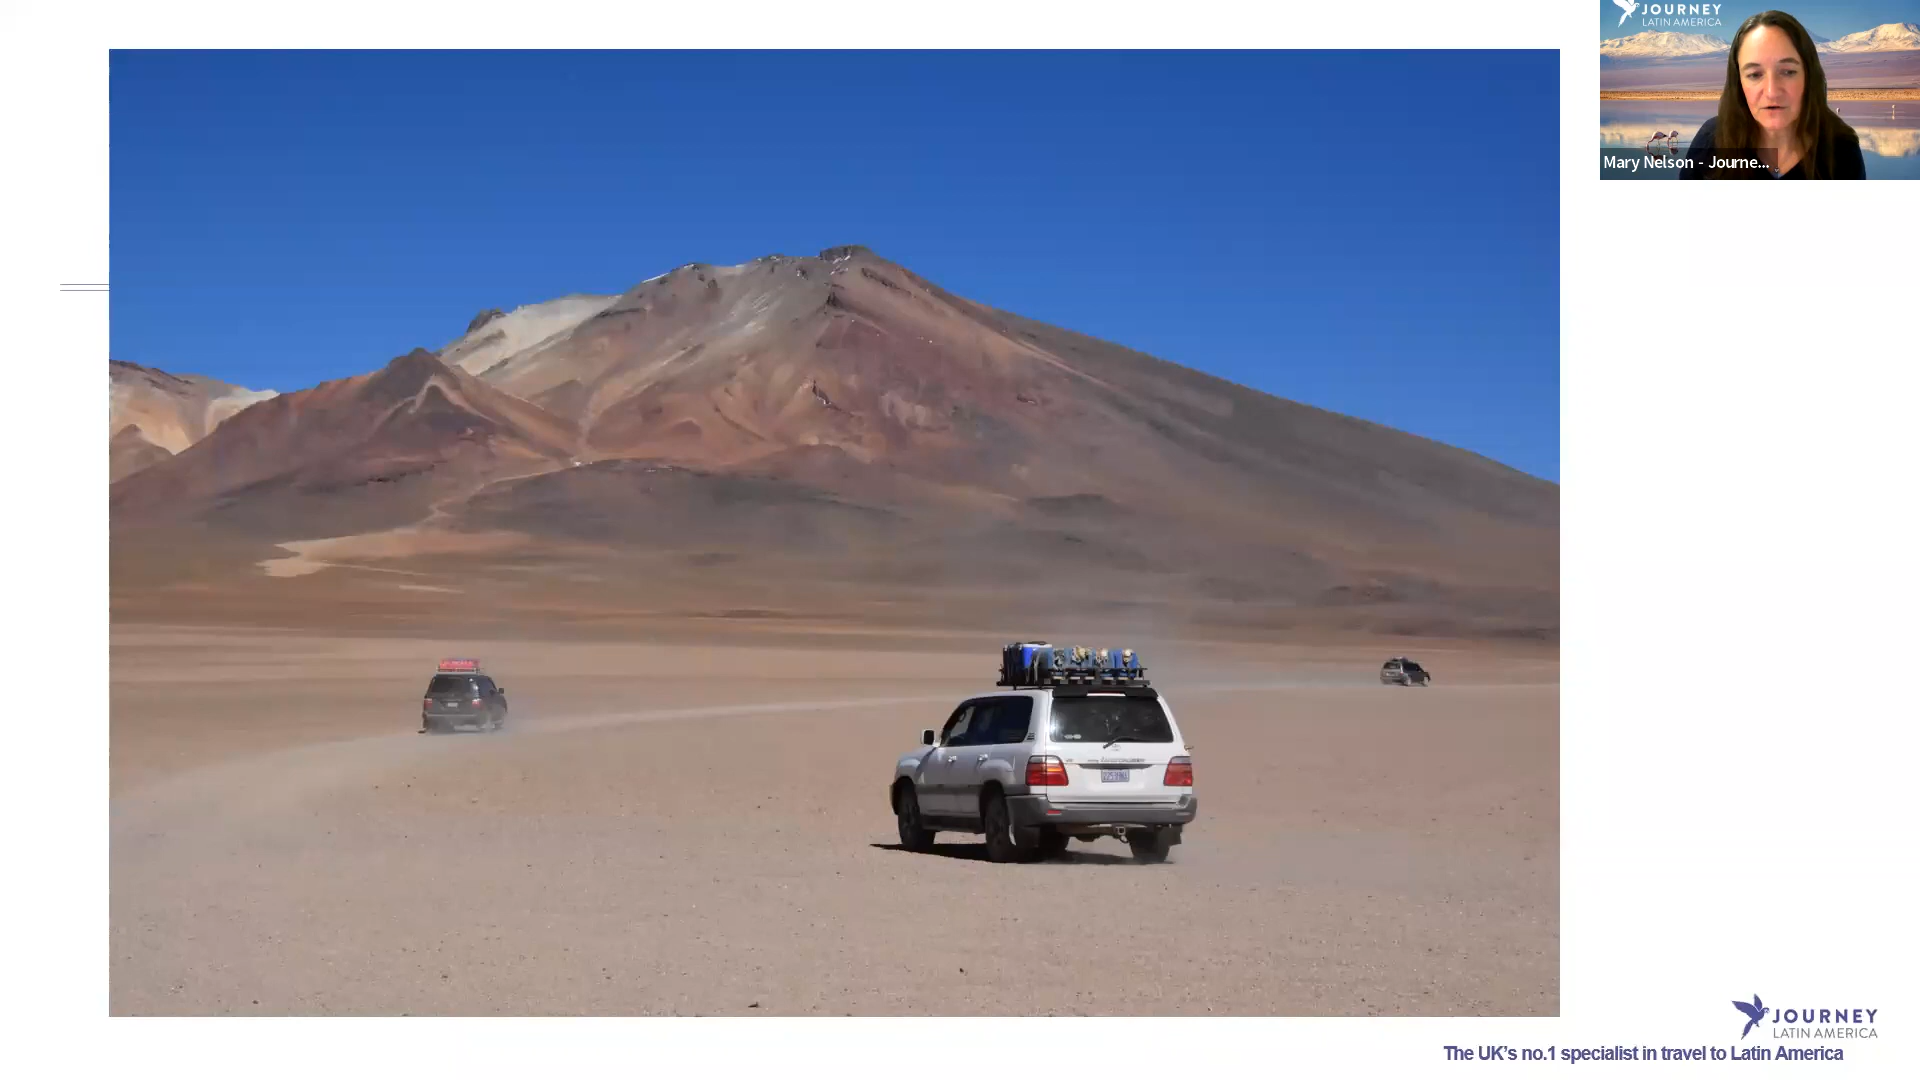 JOURNEY
LATIN AMERICA
Mary Nelson - Journe...
JOURNEY
LATIN AMERICA
The UK's no.1 specialist in travel to Latin America